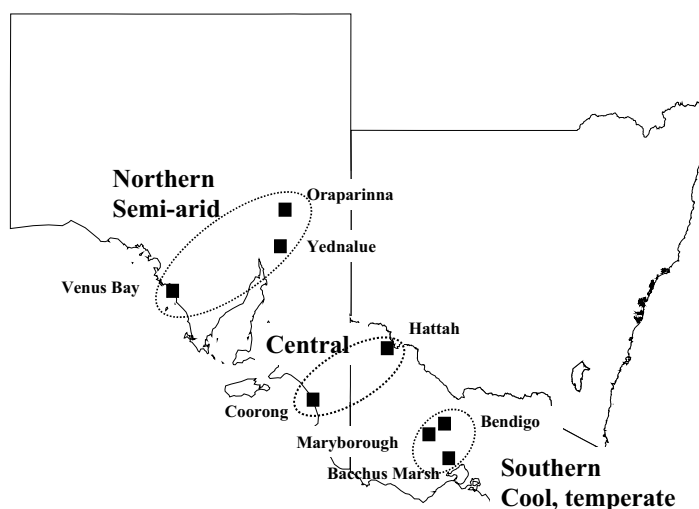 Northern
Semi-arid
Oraparinna
Yednalue
Venus Bay
Hattah
Central
Coorong
Bendigo
Maryborough
Bacchus Marsh
Southern
Cool, temperate